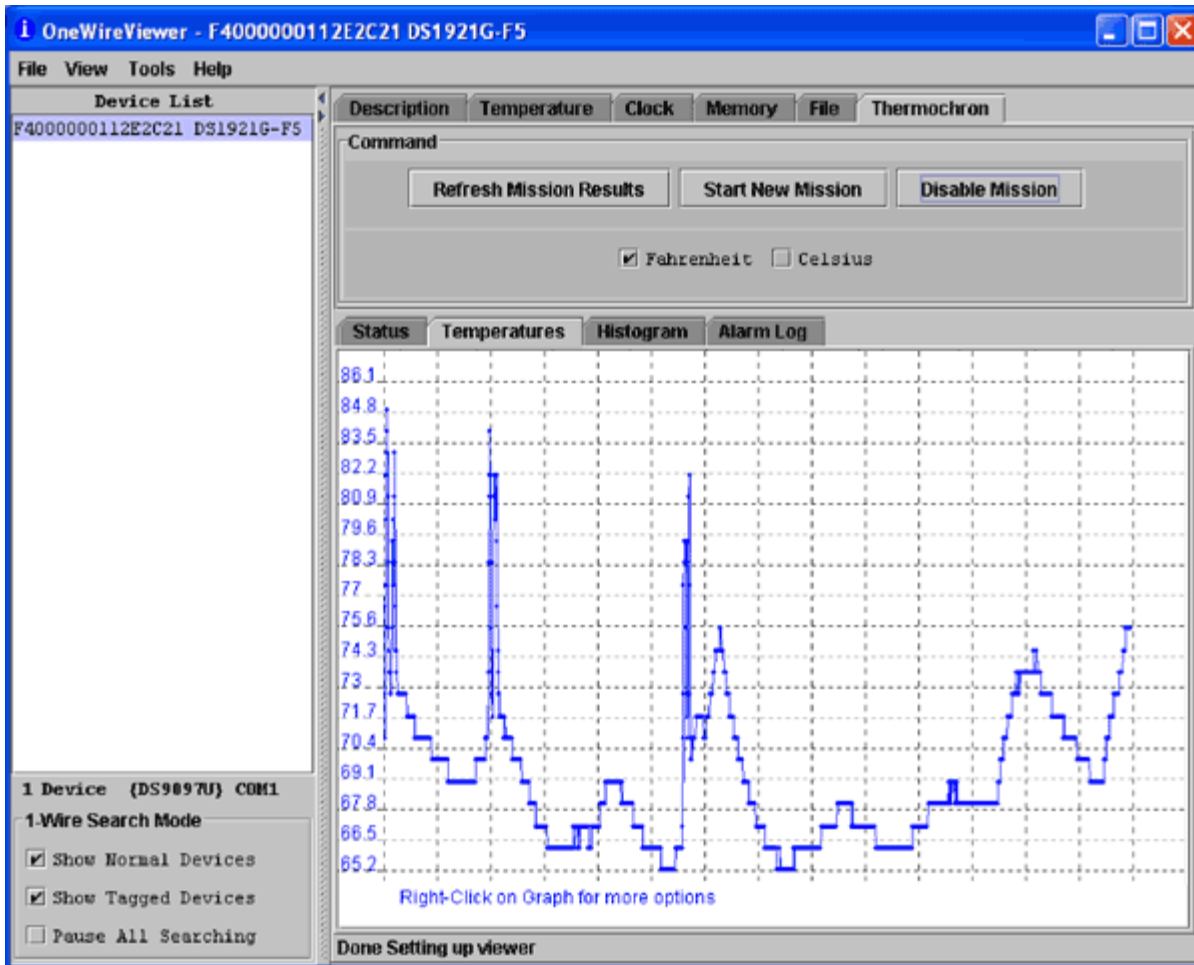 OneWireViewer - F4000000112E2C21 DS1921G-F5
File View Tools Help
Device List
F4000000112E2C21 DS1921G-F5
Description Temperature Clock Memory File Thermochron
Command
Refresh Mission Results Start New Mission Disable Mission
Fahrenheit Celsius
Status Temperatures Histogram Alarm Log
86.1
84.8
83.5
82.2
80.9
79.6
78.3
77
75.6
74.3
73
71.7
70.4
69.1
67.8
66.5
65.2
Right-Click on Graph for more options
1 Device {DS9097U} COM1
1-Wire Search Mode
Show Normal Devices
Show Tagged Devices
Pause All Searching
Done Setting up viewer